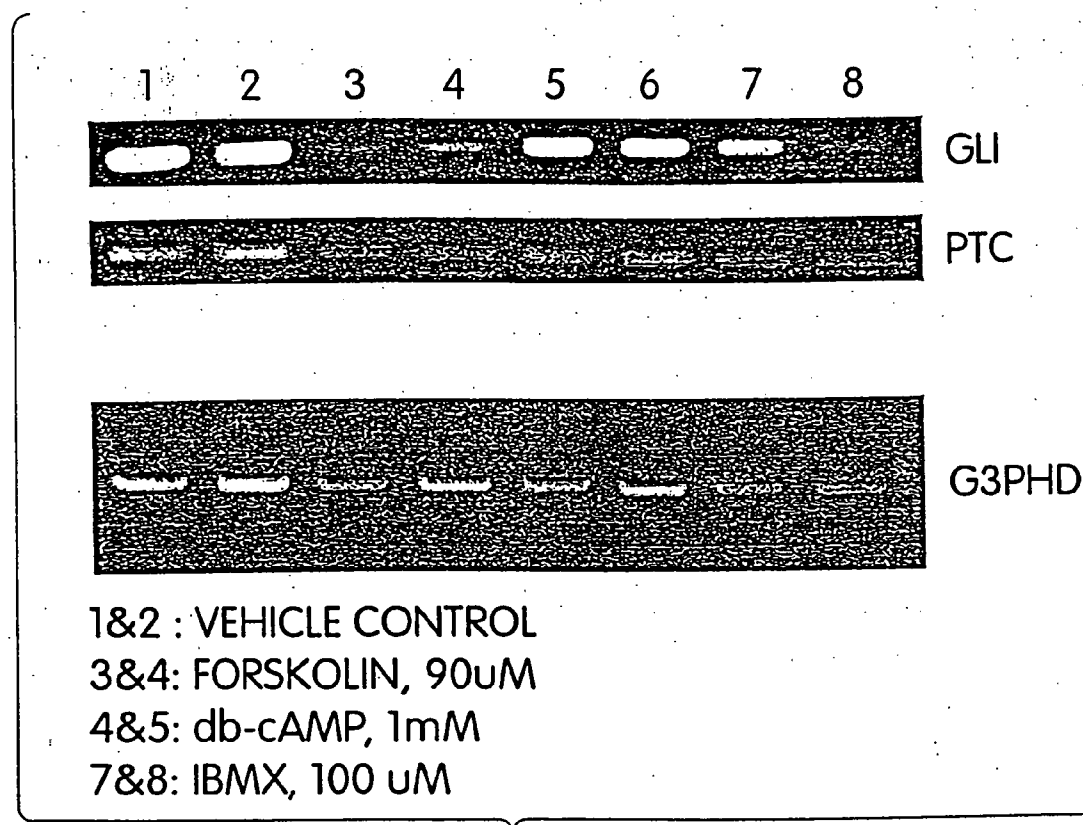 1 2 3 4 5 6 7 8
GLI
PTC
G3PHD
1&2 : VEHICLE CONTROL
3&4: FORSKOLIN, 90uM
4&5: db-cAMP, 1mM
7&8: IBMX, 100 uM